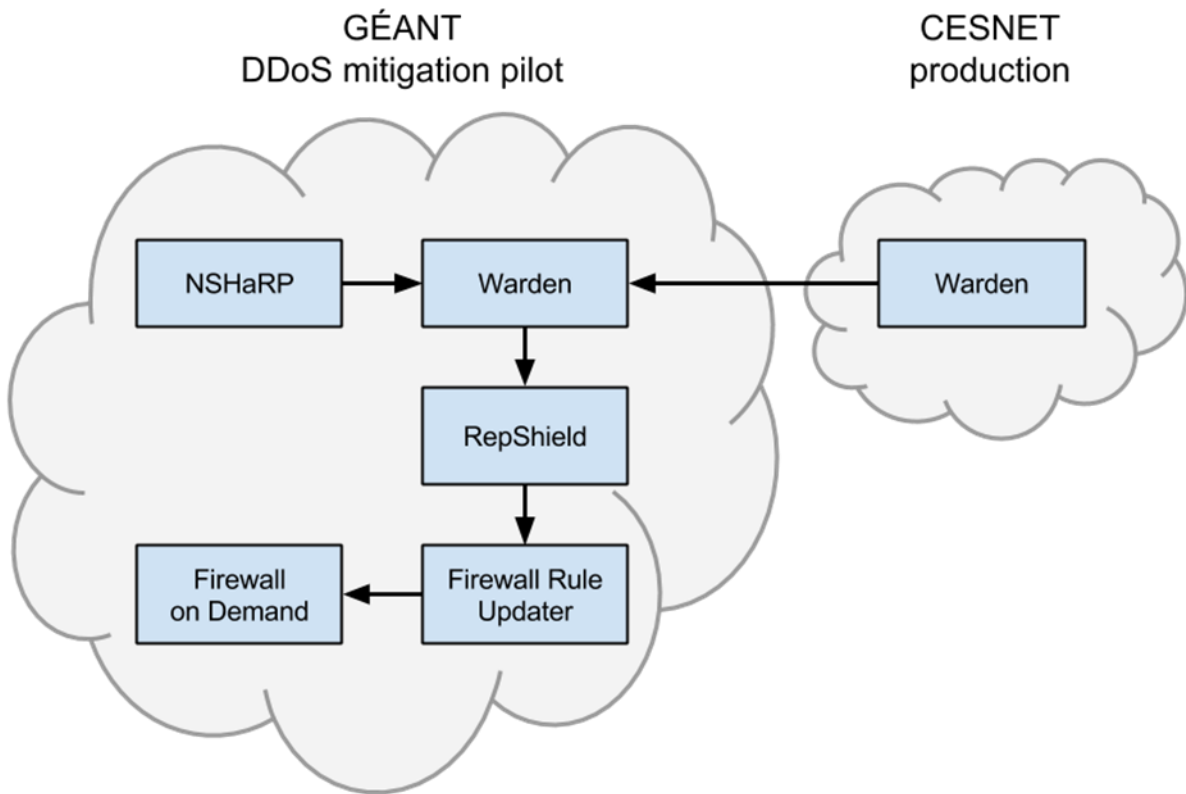 GÉANT
DDoS mitigation pilot
CESNET
production
NSHaRP
Warden
Warden
RepShield
Firewall
on Demand
Firewall Rule
Updater